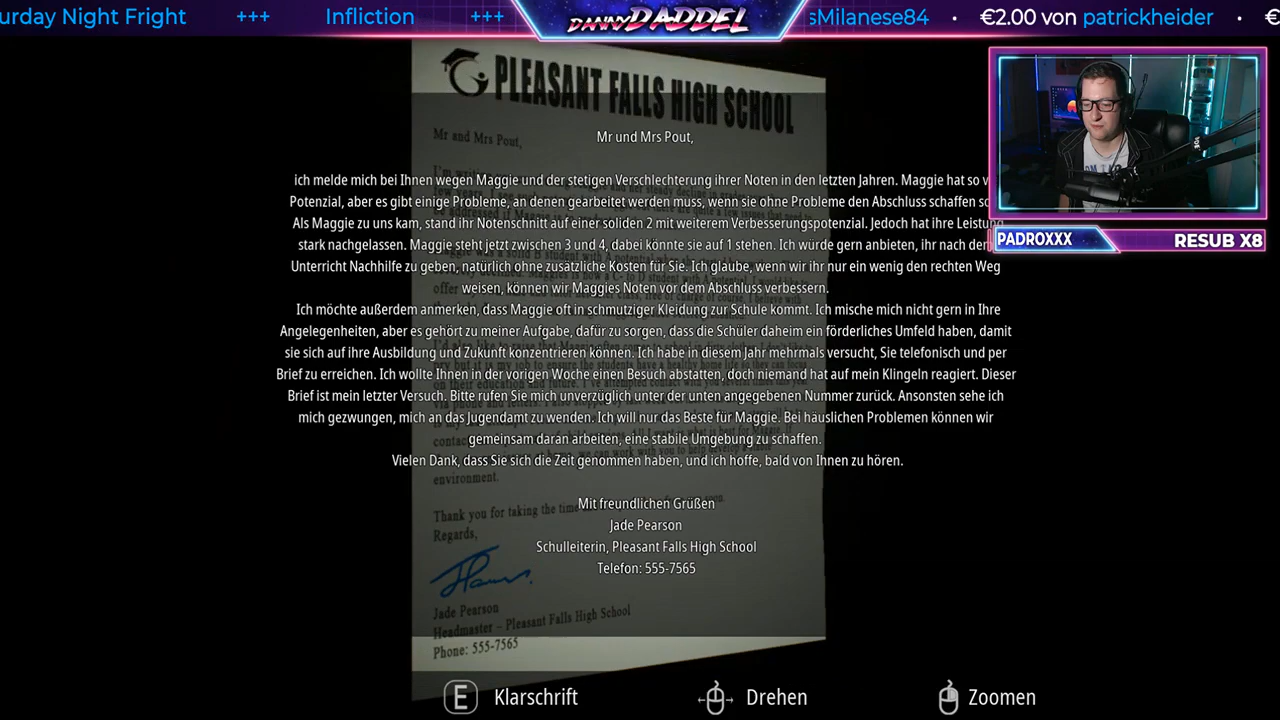 urday Night Fright +++ Infliction +++ DANNYDADDEL sMilanese84 · €2.00 von patrickheider · €
PLEASANT FALLS HIGH SCHOOL
Mr and Mrs Pout,
Mr und Mrs Pout,
ich melde mich bei Ihnen wegen Maggie und der stetigen Verschlechterung ihrer Noten in den letzten Jahren. Maggie hat so
Potenzial, aber es gibt einige Probleme, an denen gearbeitet werden muss, wenn sie ohne Probleme den Abschluss schaffen
Als Maggie zu uns kam, stand ihr Notenschnitt auf einer soliden 2 mit weiterem Verbesserungspotenzial. Jedoch hat ihre Leistung
stark nachgelassen. Maggie steht jetzt zwischen 3 und 4, dabei könnte sie auf 1 stehen. Ich würde gern anbieten, ihr nach
Unterricht Nachhilfe zu geben, natürlich ohne zusätzliche Kosten für Sie. Ich glaube, wenn wir ihr nur ein wenig den rechten Weg
weisen, können wir Maggies Noten vor dem Abschluss verbessern.
Ich möchte außerdem anmerken, dass Maggie oft in schmutziger Kleidung zur Schule kommt. Ich mische mich nicht gern in Ihre
Angelegenheiten, aber es gehört zu meiner Aufgabe, dafür zu sorgen, dass die Schüler daheim ein förderliches Umfeld haben, damit
sie sich auf ihre Ausbildung und Zukunft konzentrieren können. Ich habe in diesem Jahr mehrmals versucht, Sie telefonisch und per
Brief zu erreichen. Ich wollte Ihnen in der vorigen Woche einen Besuch abstatten, doch niemand hat auf mein Klingeln reagiert. Dieser
Brief ist mein letzter Versuch. Bitte rufen Sie mich unverzüglich unter der unten angegebenen Nummer zurück. Ansonsten sehe ich
mich gezwungen, mich an das Jugendamt zu wenden. Ich will nur das Beste für Maggie. Bei häuslichen Problemen können wir
gemeinsam daran arbeiten, eine stabile Umgebung zu schaffen.
Vielen Dank, dass Sie sich die Zeit genommen haben, und ich hoffe, bald von Ihnen zu hören.
environment.
Thank you for taking the time
Regards,
Mit freundlichen Grüßen
Jade Pearson
Schulleiterin, Pleasant Falls High School
Telefon: 555-7565
Jade Pearson
Headmaster – Pleasant Falls High School
Phone: 555-7565
PADROXXX RESUB X8
E Klarschrift Drehen Zoomen